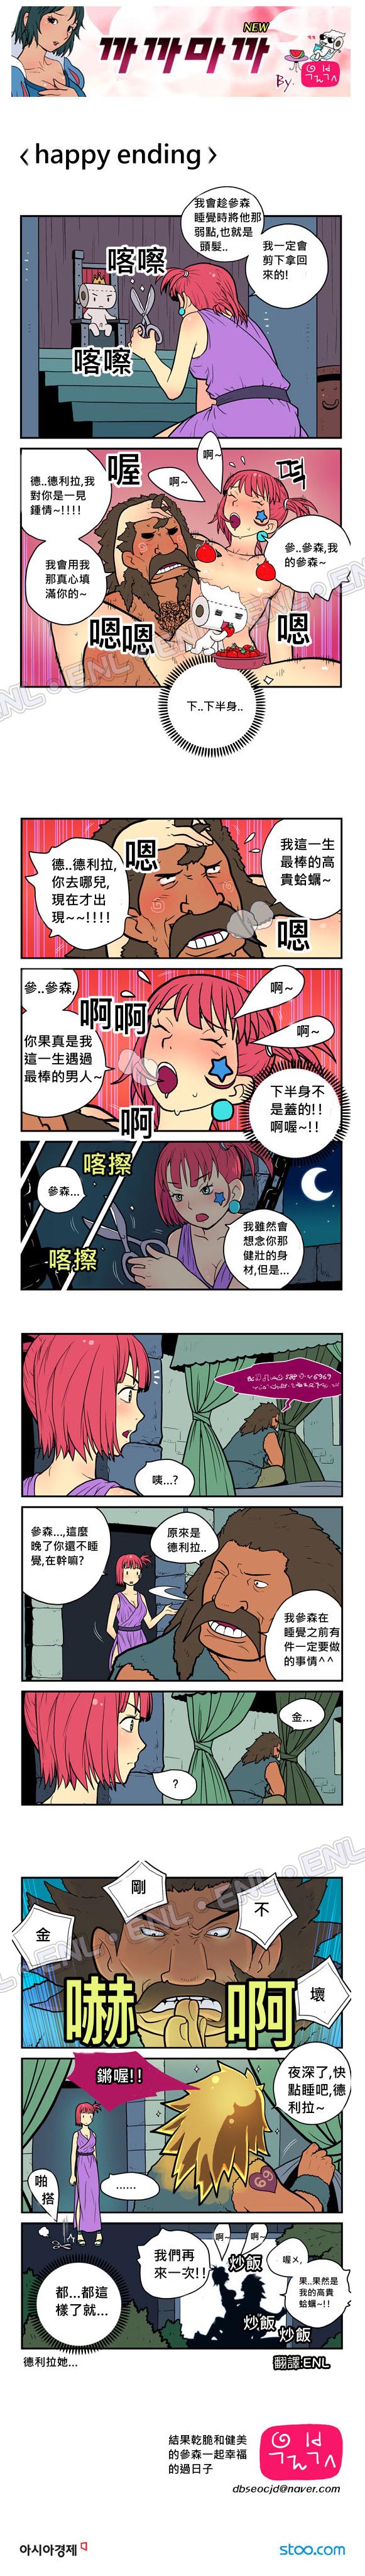 NEW
까까마까
By.
〈 happy ending 〉
我會趁參森
睡覺時將他那
弱點,也就是
頭髮..
我一定會
剪下拿回
來的!
喀嚓
喀嚓
德..德利拉,我
對你是一見
鍾情~!!!!
喔
啊~
啊~
我會用我
那真心填
滿你的~
參..參森,我
的參森~
嗯嗯
嗯
下..下半身..
ENL•ENL•ENL•ENL
德..德利拉,
你去哪兒,
現在才出
現~~!!!!
嗯
我這一生
最棒的高
貴蛤蠣~
嗯
參..參森,
啊啊
啊~
啊~
你果真是我
這一生遇過
最棒的男人~
啊
下半身不
是蓋的!!
啊喔~!!
喀擦
參森...
喀擦
我雖然會
想念你那
健壯的身
材,但是...
咦...?
參森...,這麼
晚了你還不睡
覺,在幹嘛?
原來是
德利拉..
我參森在
睡覺之前有
件一定要做
的事情^^
金...
?
金
剛
不
壞
嚇 啊
ENL•ENL•ENL•ENL
鏘喔!!
夜深了,快
點睡吧,德
利拉~
69
......
啪
搭
我們再
來一次!!
啊~
啊~
喔ㄨ,
果..果然是
我的高貴
蛤蠣~!!
炒飯
炒飯
炒飯
都...都這
樣了就...
德利拉她...
翻譯:ENL
結果乾脆和健美
的參森一起幸福
的過日子
dbseocjd@naver.com
아시아경제
stoo.com